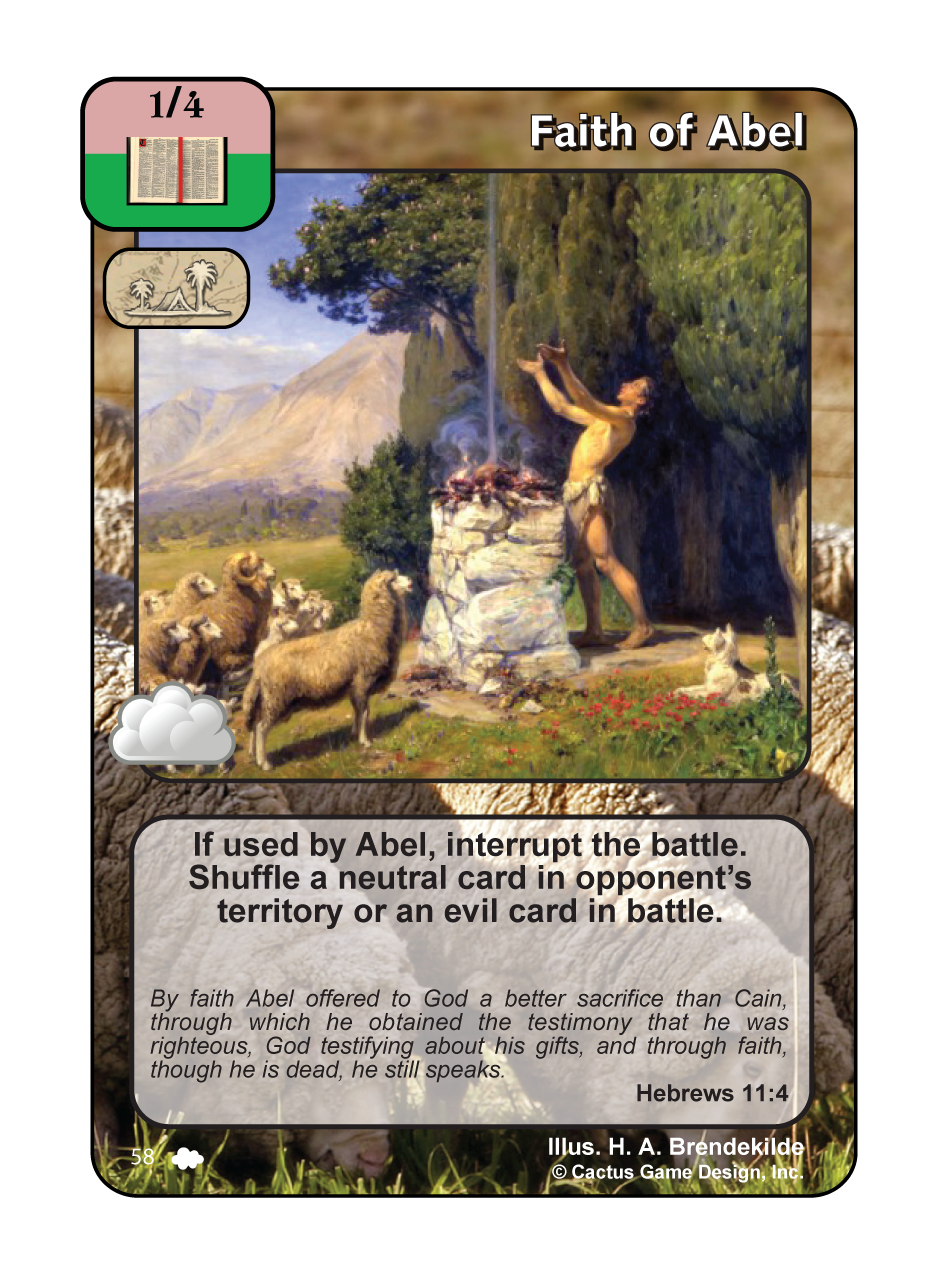 1/4
Faith of Abel
If used by Abel, interrupt the battle.
Shuffle a neutral card in opponent's
territory or an evil card in battle.
By faith Abel offered to God a better sacrifice than Cain,
through which he obtained the testimony that he was
righteous, God testifying about his gifts, and through faith,
though he is dead, he still speaks.
Hebrews 11:4
58
Illus. H. A. Brendekilde
© Cactus Game Design, Inc.